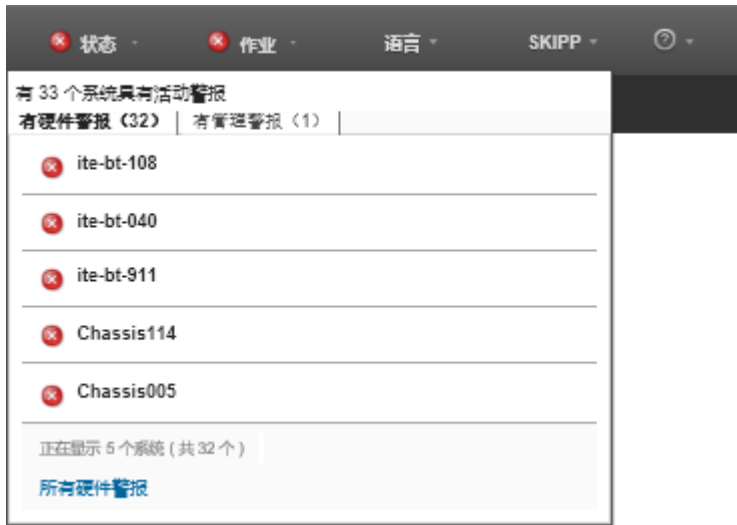 状态 作业 语言 SKIPP
有 33 个系统具有活动警报
有硬件警报（32） 有管理警报（1）
ite-bt-108
ite-bt-040
ite-bt-911
Chassis114
Chassis005
正在显示 5 个系统 ( 共 32 个 )
所有硬件警报